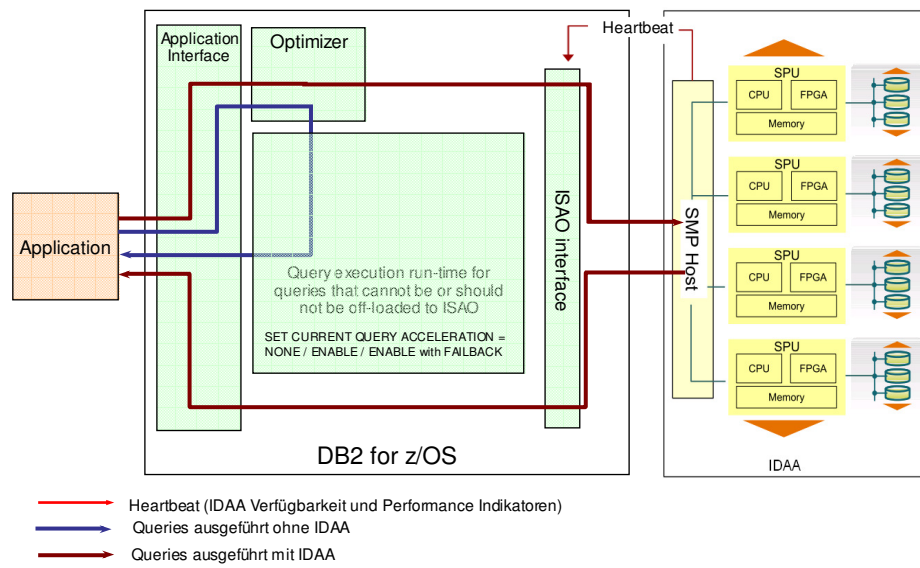 Application
Interface
Optimizer
Heartbeat
SPU
CPU
FPGA
Memory
SPU
CPU
FPGA
Memory
Application
ISAO interface
SMP Host
Query execution run-time for
queries that cannot be or should
not be off-loaded to ISAO
SET CURRENT QUERY ACCELERATION =
NONE / ENABLE / ENABLE with FAILBACK
SPU
CPU
FPGA
Memory
SPU
CPU
FPGA
Memory
DB2 for z/OS
IDAA
Heartbeat (IDAA Verfügbarkeit und Performance Indikatoren)
Queries ausgeführt ohne IDAA
Queries ausgeführt mit IDAA